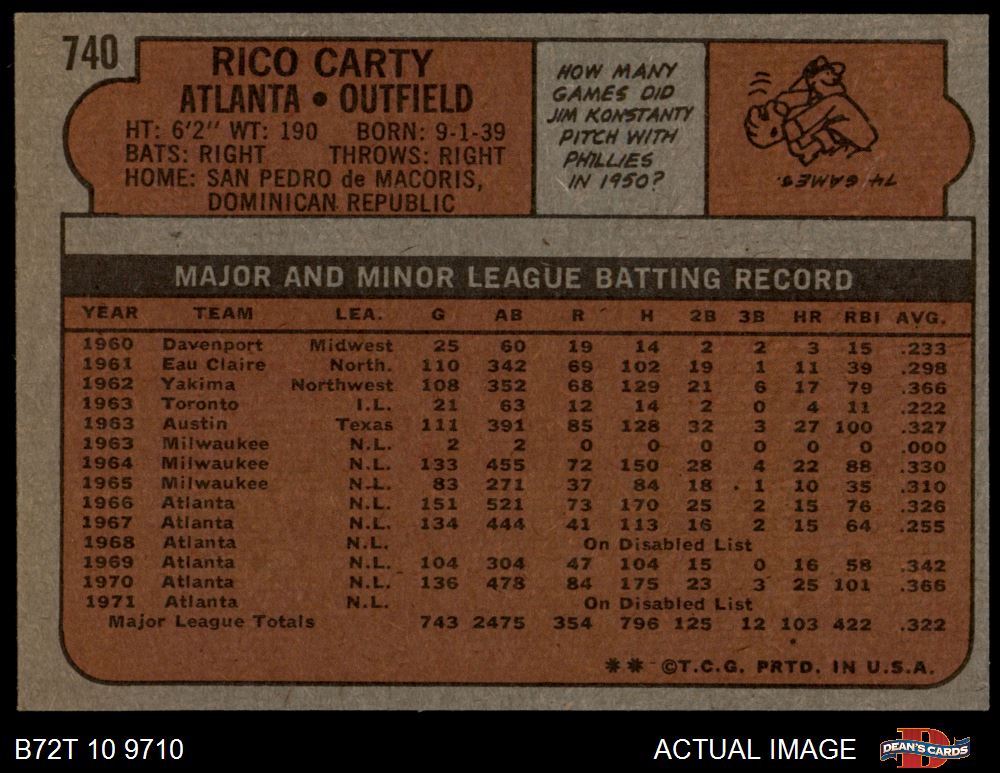 740
RICO CARTY
ATLANTA • OUTFIELD
HT: 6'2" WT: 190 BORN: 9-1-39
BATS: RIGHT THROWS: RIGHT
HOME: SAN PEDRO de MACORIS,
DOMINICAN REPUBLIC
HOW MANY
GAMES DID
JIM KONSTANTY
PITCH WITH
PHILLIES
IN 1950?
74 GAMES.
MAJOR AND MINOR LEAGUE BATTING RECORD
YEAR TEAM LEA. G AB R H 2B 3B HR RBI AVG.
1960 Davenport Midwest 25 60 19 14 2 2 3 15 .233
1961 Eau Claire North. 110 342 69 102 19 1 11 39 .298
1962 Yakima Northwest 108 352 68 129 21 6 17 79 .366
1963 Toronto I.L. 21 63 12 14 2 0 4 11 .222
1963 Austin Texas 111 391 85 128 32 3 27 100 .327
1963 Milwaukee N.L. 2 2 0 0 0 0 0 0 .000
1964 Milwaukee N.L. 133 455 72 150 28 4 22 88 .330
1965 Milwaukee N.L. 83 271 37 84 18 1 10 35 .310
1966 Atlanta N.L. 151 521 73 170 25 2 15 76 .326
1967 Atlanta N.L. 134 444 41 113 16 2 15 64 .255
1968 Atlanta N.L. On Disabled List
1969 Atlanta N.L. 104 304 47 104 15 0 16 58 .342
1970 Atlanta N.L. 136 478 84 175 23 3 25 101 .366
1971 Atlanta N.L. On Disabled List
Major League Totals 743 2475 354 796 125 12 103 422 .322
** ©T.C.G. PRTD. IN U.S.A.
B72T 10 9710
ACTUAL IMAGE
DEAN'S CARDS